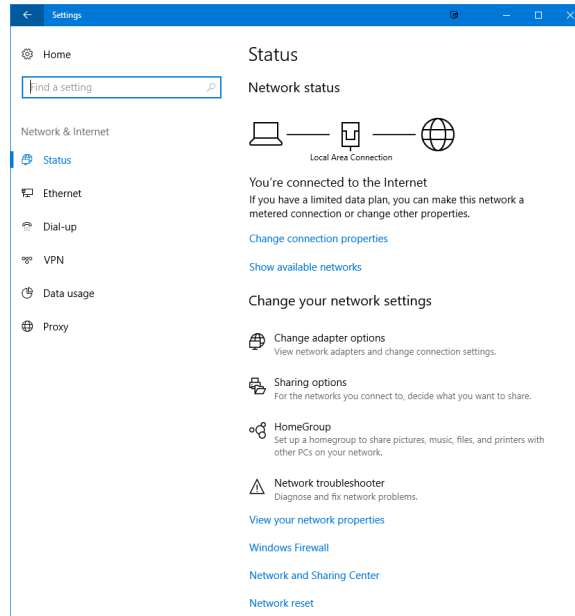 Settings
Home
Find a setting
Network & Internet
Status
Ethernet
Dial-up
VPN
Data usage
Proxy
Status
Network status
Local Area Connection
You're connected to the Internet
If you have a limited data plan, you can make this network a
metered connection or change other properties.
Change connection properties
Show available networks
Change your network settings
Change adapter options
View network adapters and change connection settings.
Sharing options
For the networks you connect to, decide what you want to share.
HomeGroup
Set up a homegroup to share pictures, music, files, and printers with
other PCs on your network.
Network troubleshooter
Diagnose and fix network problems.
View your network properties
Windows Firewall
Network and Sharing Center
Network reset